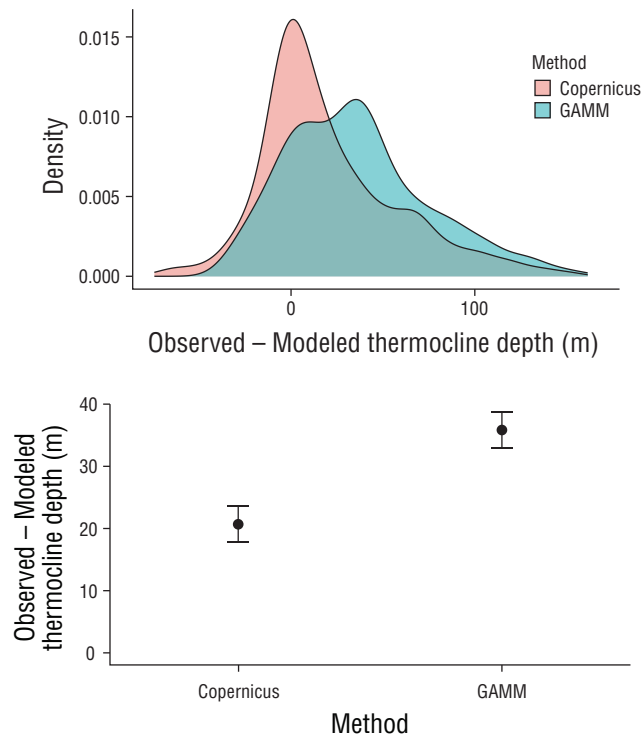 0.015
0.010
0.005
0.000
Density
Method
Copernicus
GAMM
0
100
Observed – Modeled thermocline depth (m)
40
30
20
10
0
Observed – Modeled
thermocline depth (m)
Copernicus
GAMM
Method